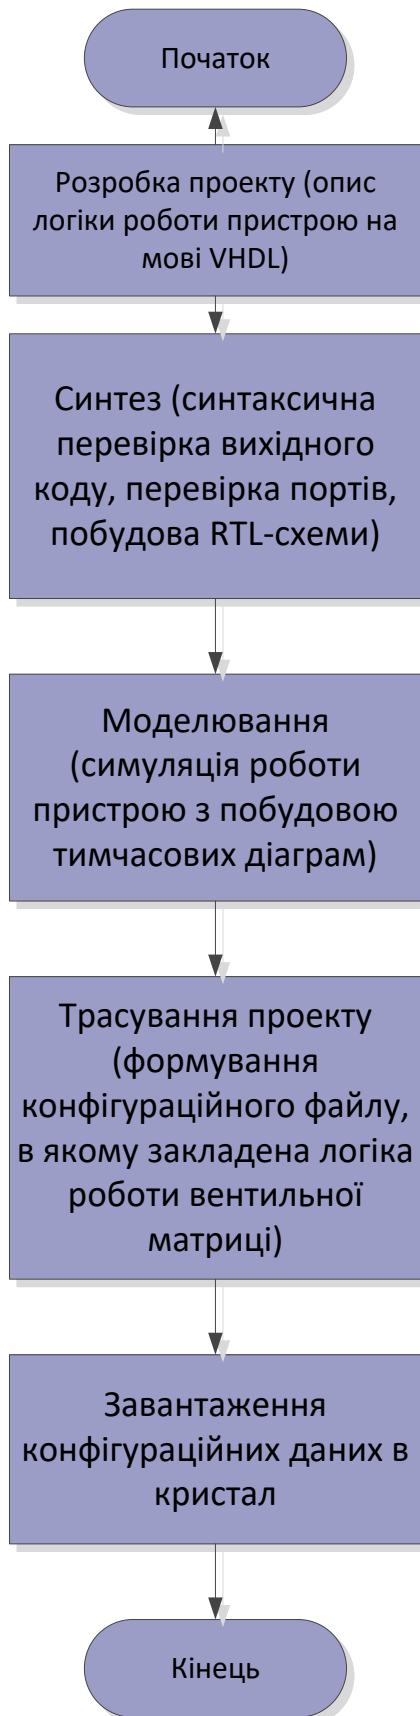 Початок
Розробка проекту (опис
логіки роботи пристрою на
мові VHDL)
Синтез (синтаксична
перевірка вихідного
коду, перевірка портів,
побудова RTL-схеми)
Моделювання
(симуляція роботи
пристрою з побудовою
тимчасових діаграм)
Трасування проекту
(формування
конфігураційного файлу,
в якому закладена логіка
роботи вентильної
матриці)
Завантаження
конфігураційних даних в
кристал
Кінець